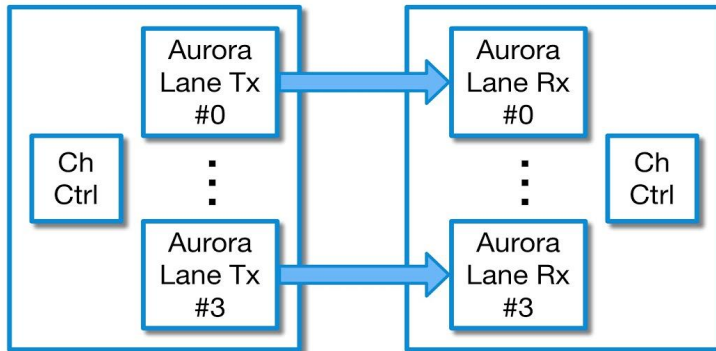 Aurora
Lane Tx
#0
Ch
Ctrl
Aurora
Lane Tx
#3
Aurora
Lane Rx
#0
Aurora
Lane Rx
#3
Ch
Ctrl